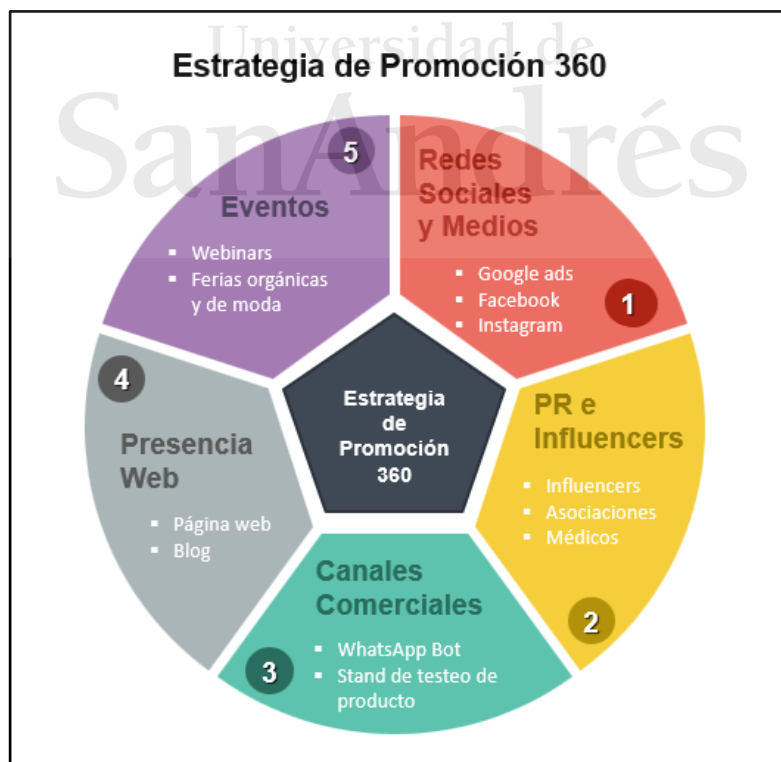 Universidad de
SanAndrés
Estrategia de Promoción 360
1
Redes
Sociales
y Medios
▪ Google ads
▪ Facebook
▪ Instagram
2
PR e
Influencers
▪ Influencers
▪ Asociaciones
▪ Médicos
3
Canales
Comerciales
▪ WhatsApp Bot
▪ Stand de testeo de
producto
4
Presencia
Web
▪ Página web
▪ Blog
5
Eventos
▪ Webinars
▪ Ferias orgánicas
y de moda
Estrategia
de
Promoción
360